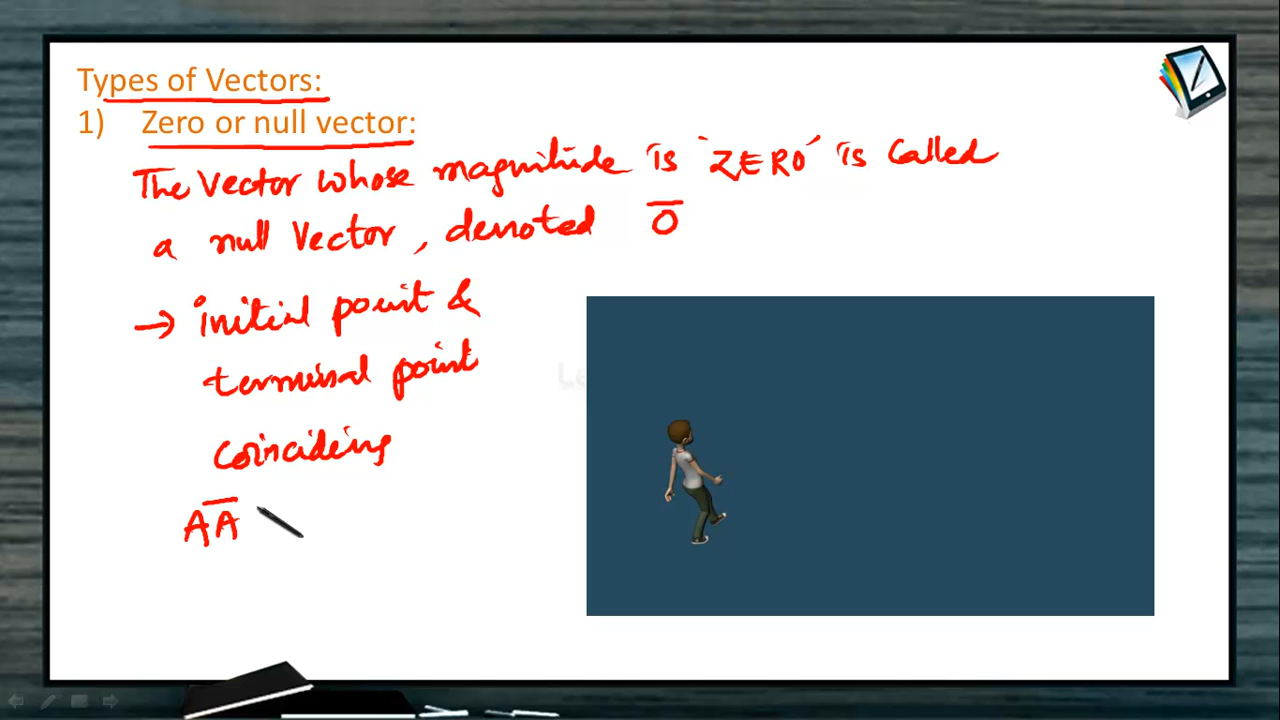 Types of Vectors:
1) Zero or null vector:
The Vector whose magnitude is 'ZERO' is called
a null Vector, denoted O̅
→ initial point &
terminal point
Coinciding
AA̅